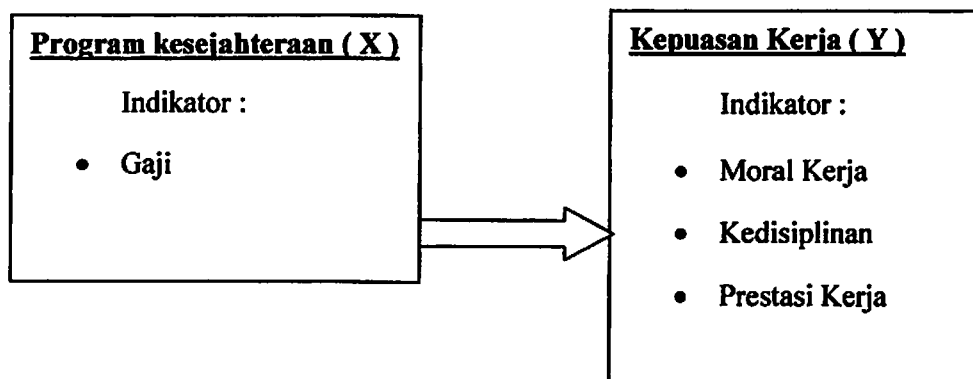 Program kesejahteraan ( X )
Indikator :
• Gaji
Kepuasan Kerja ( Y )
Indikator :
• Moral Kerja
• Kedisiplinan
• Prestasi Kerja